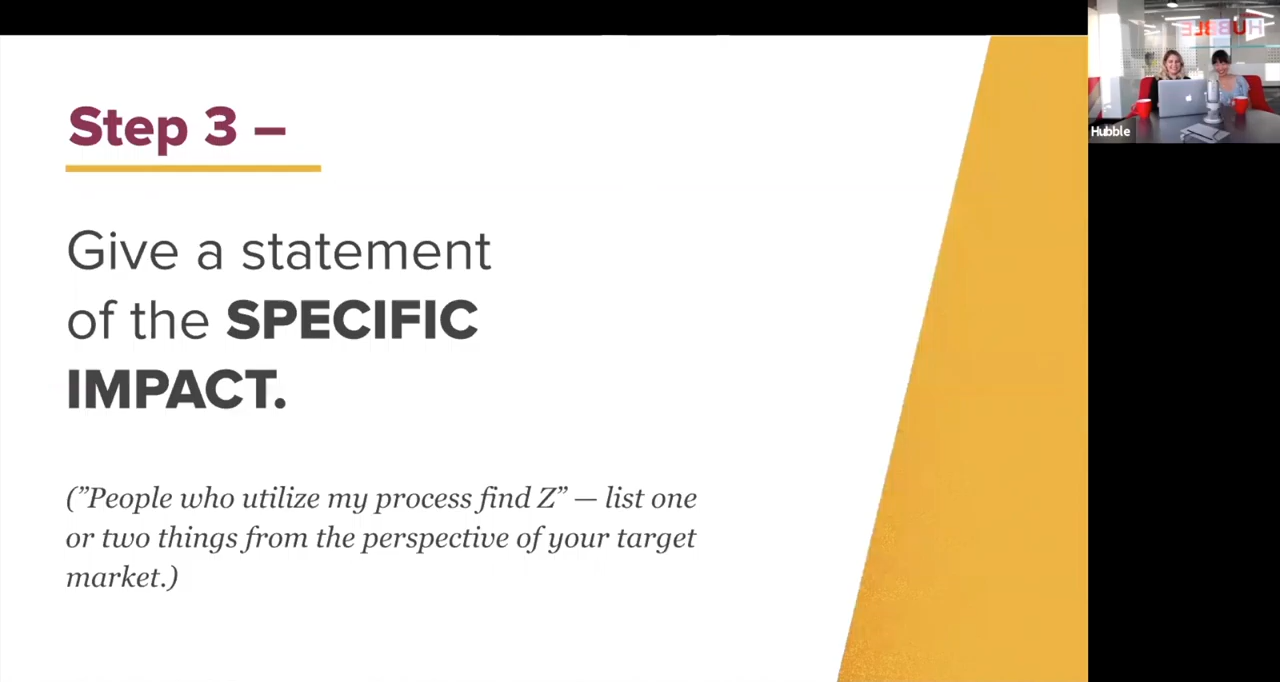 Step 3 –
Give a statement
of the SPECIFIC
IMPACT.
(”People who utilize my process find Z” — list one
or two things from the perspective of your target
market.)
HUBBLE
Hubble